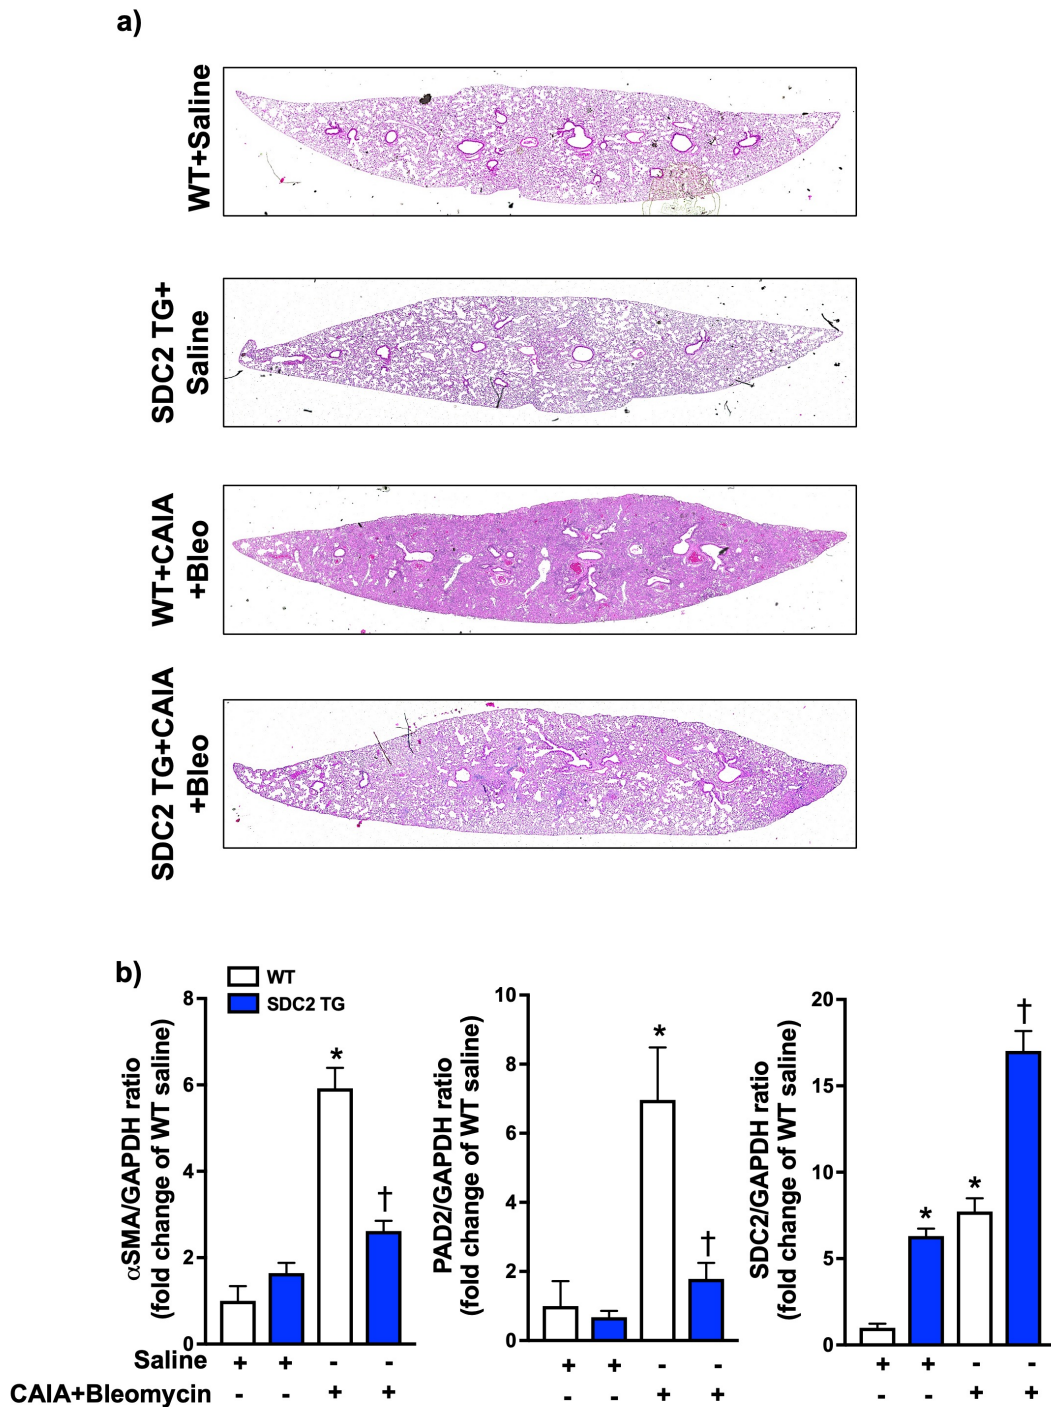 a)
WT+Saline
SDC2 TG+
Saline
WT+CAIA
+Bleo
SDC2 TG+CAIA
+Bleo
b)
WT
SDC2 TG
αSMA/GAPDH ratio
(fold change of WT saline)
8
6
4
2
0
*
†
PAD2/GAPDH ratio
(fold change of WT saline)
10
8
6
4
2
0
*
†
SDC2/GAPDH ratio
(fold change of WT saline)
20
15
10
5
0
*
*
†
Saline + + - - + + - - + + - -
CAIA+Bleomycin - - + + - - + + - - + +